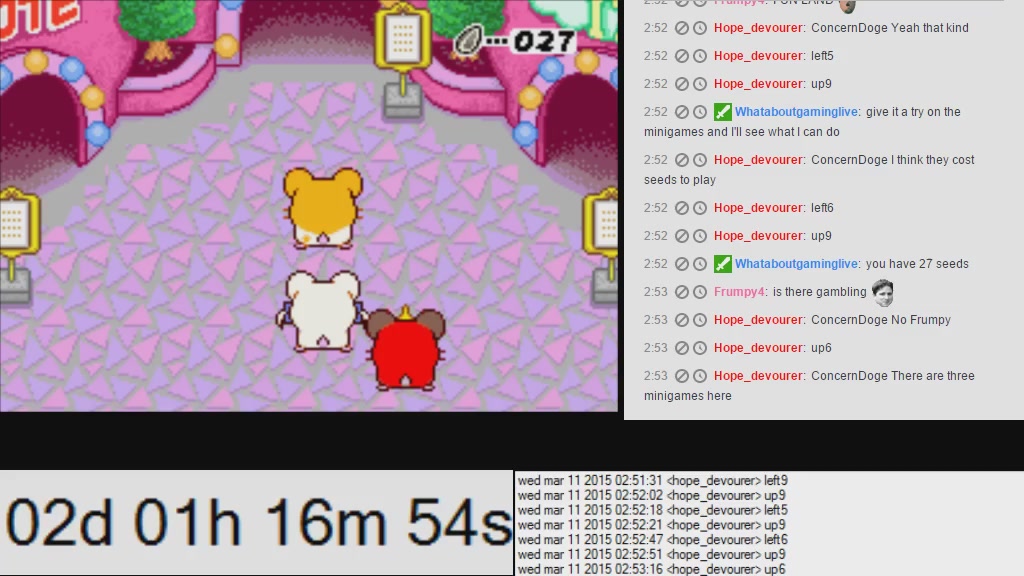 027
2:52 Frumpy4: FUN LAND
2:52 Hope_devourer: ConcernDoge Yeah that kind
2:52 Hope_devourer: left5
2:52 Hope_devourer: up9
2:52 Whataboutgaminglive: give it a try on the
minigames and I'll see what I can do
2:52 Hope_devourer: ConcernDoge I think they cost
seeds to play
2:52 Hope_devourer: left6
2:52 Hope_devourer: up9
2:52 Whataboutgaminglive: you have 27 seeds
2:53 Frumpy4: is there gambling
2:53 Hope_devourer: ConcernDoge No Frumpy
2:53 Hope_devourer: up6
2:53 Hope_devourer: ConcernDoge There are three
minigames here
02d 01h 16m 54s
wed mar 11 2015 02:51:31 <hope_devourer> left9
wed mar 11 2015 02:52:02 <hope_devourer> up9
wed mar 11 2015 02:52:18 <hope_devourer> left5
wed mar 11 2015 02:52:21 <hope_devourer> up9
wed mar 11 2015 02:52:47 <hope_devourer> left6
wed mar 11 2015 02:52:51 <hope_devourer> up9
wed mar 11 2015 02:53:16 <hope_devourer> up6